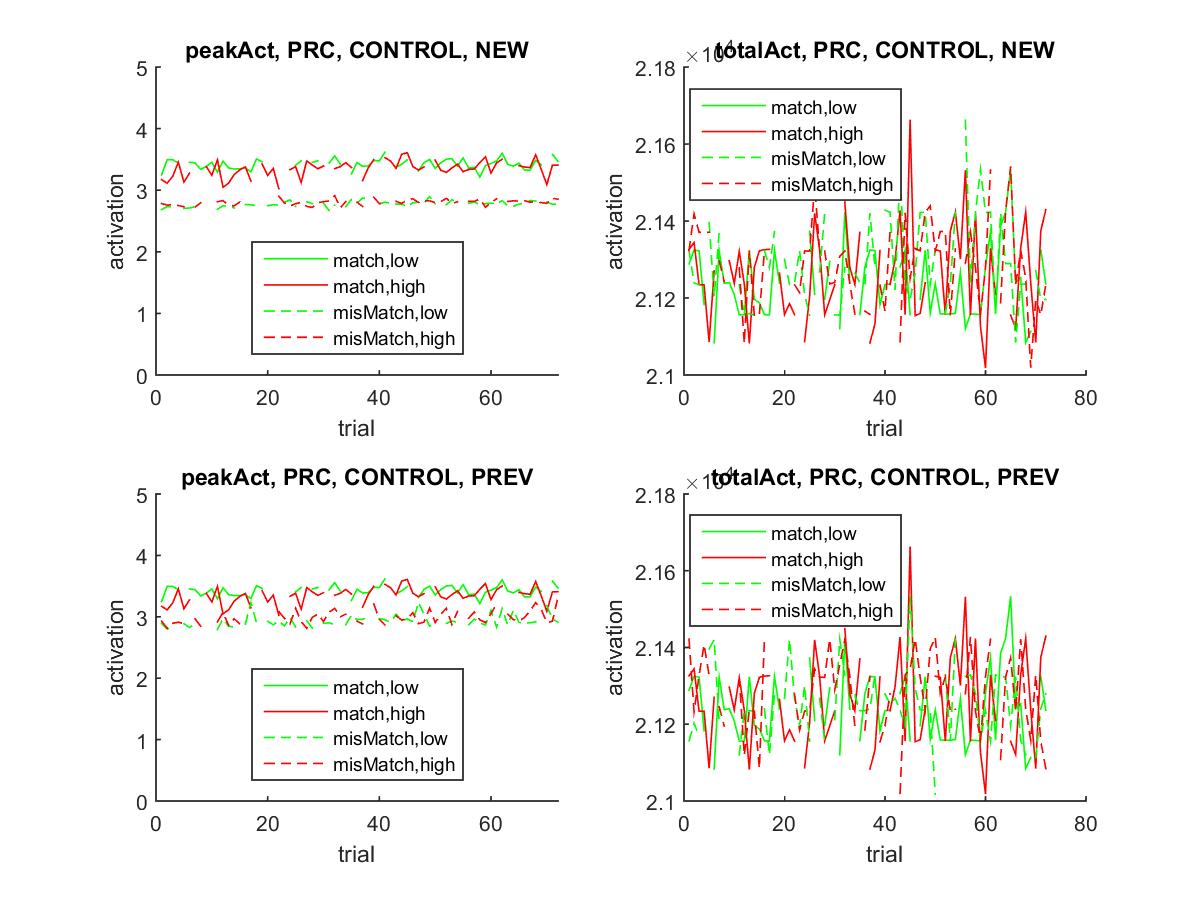 peakAct, PRC, CONTROL, NEW
5
4
3
2
1
0
activation
match,low
match,high
misMatch,low
misMatch,high
0 20 40 60
trial
×10^4
totalAct, PRC, CONTROL, NEW
2.18
2.16
2.14
2.12
2.1
activation
match,low
match,high
misMatch,low
misMatch,high
0 20 40 60 80
trial
peakAct, PRC, CONTROL, PREV
5
4
3
2
1
0
activation
match,low
match,high
misMatch,low
misMatch,high
0 20 40 60
trial
×10^4
totalAct, PRC, CONTROL, PREV
2.18
2.16
2.14
2.12
2.1
activation
match,low
match,high
misMatch,low
misMatch,high
0 20 40 60 80
trial